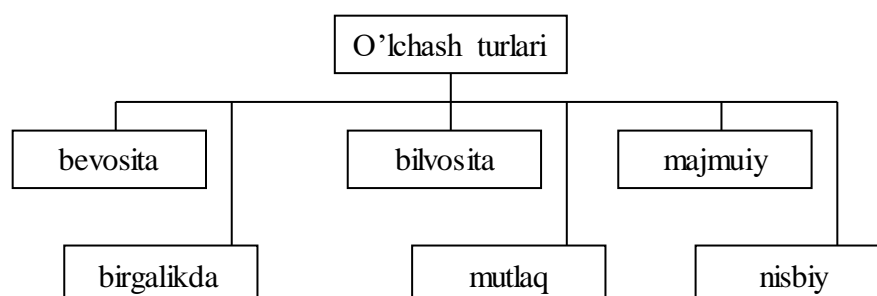 O’lchash turlari
bevosita
bilvosita
majmuiy
birgalikda
mutlaq
nisbiy